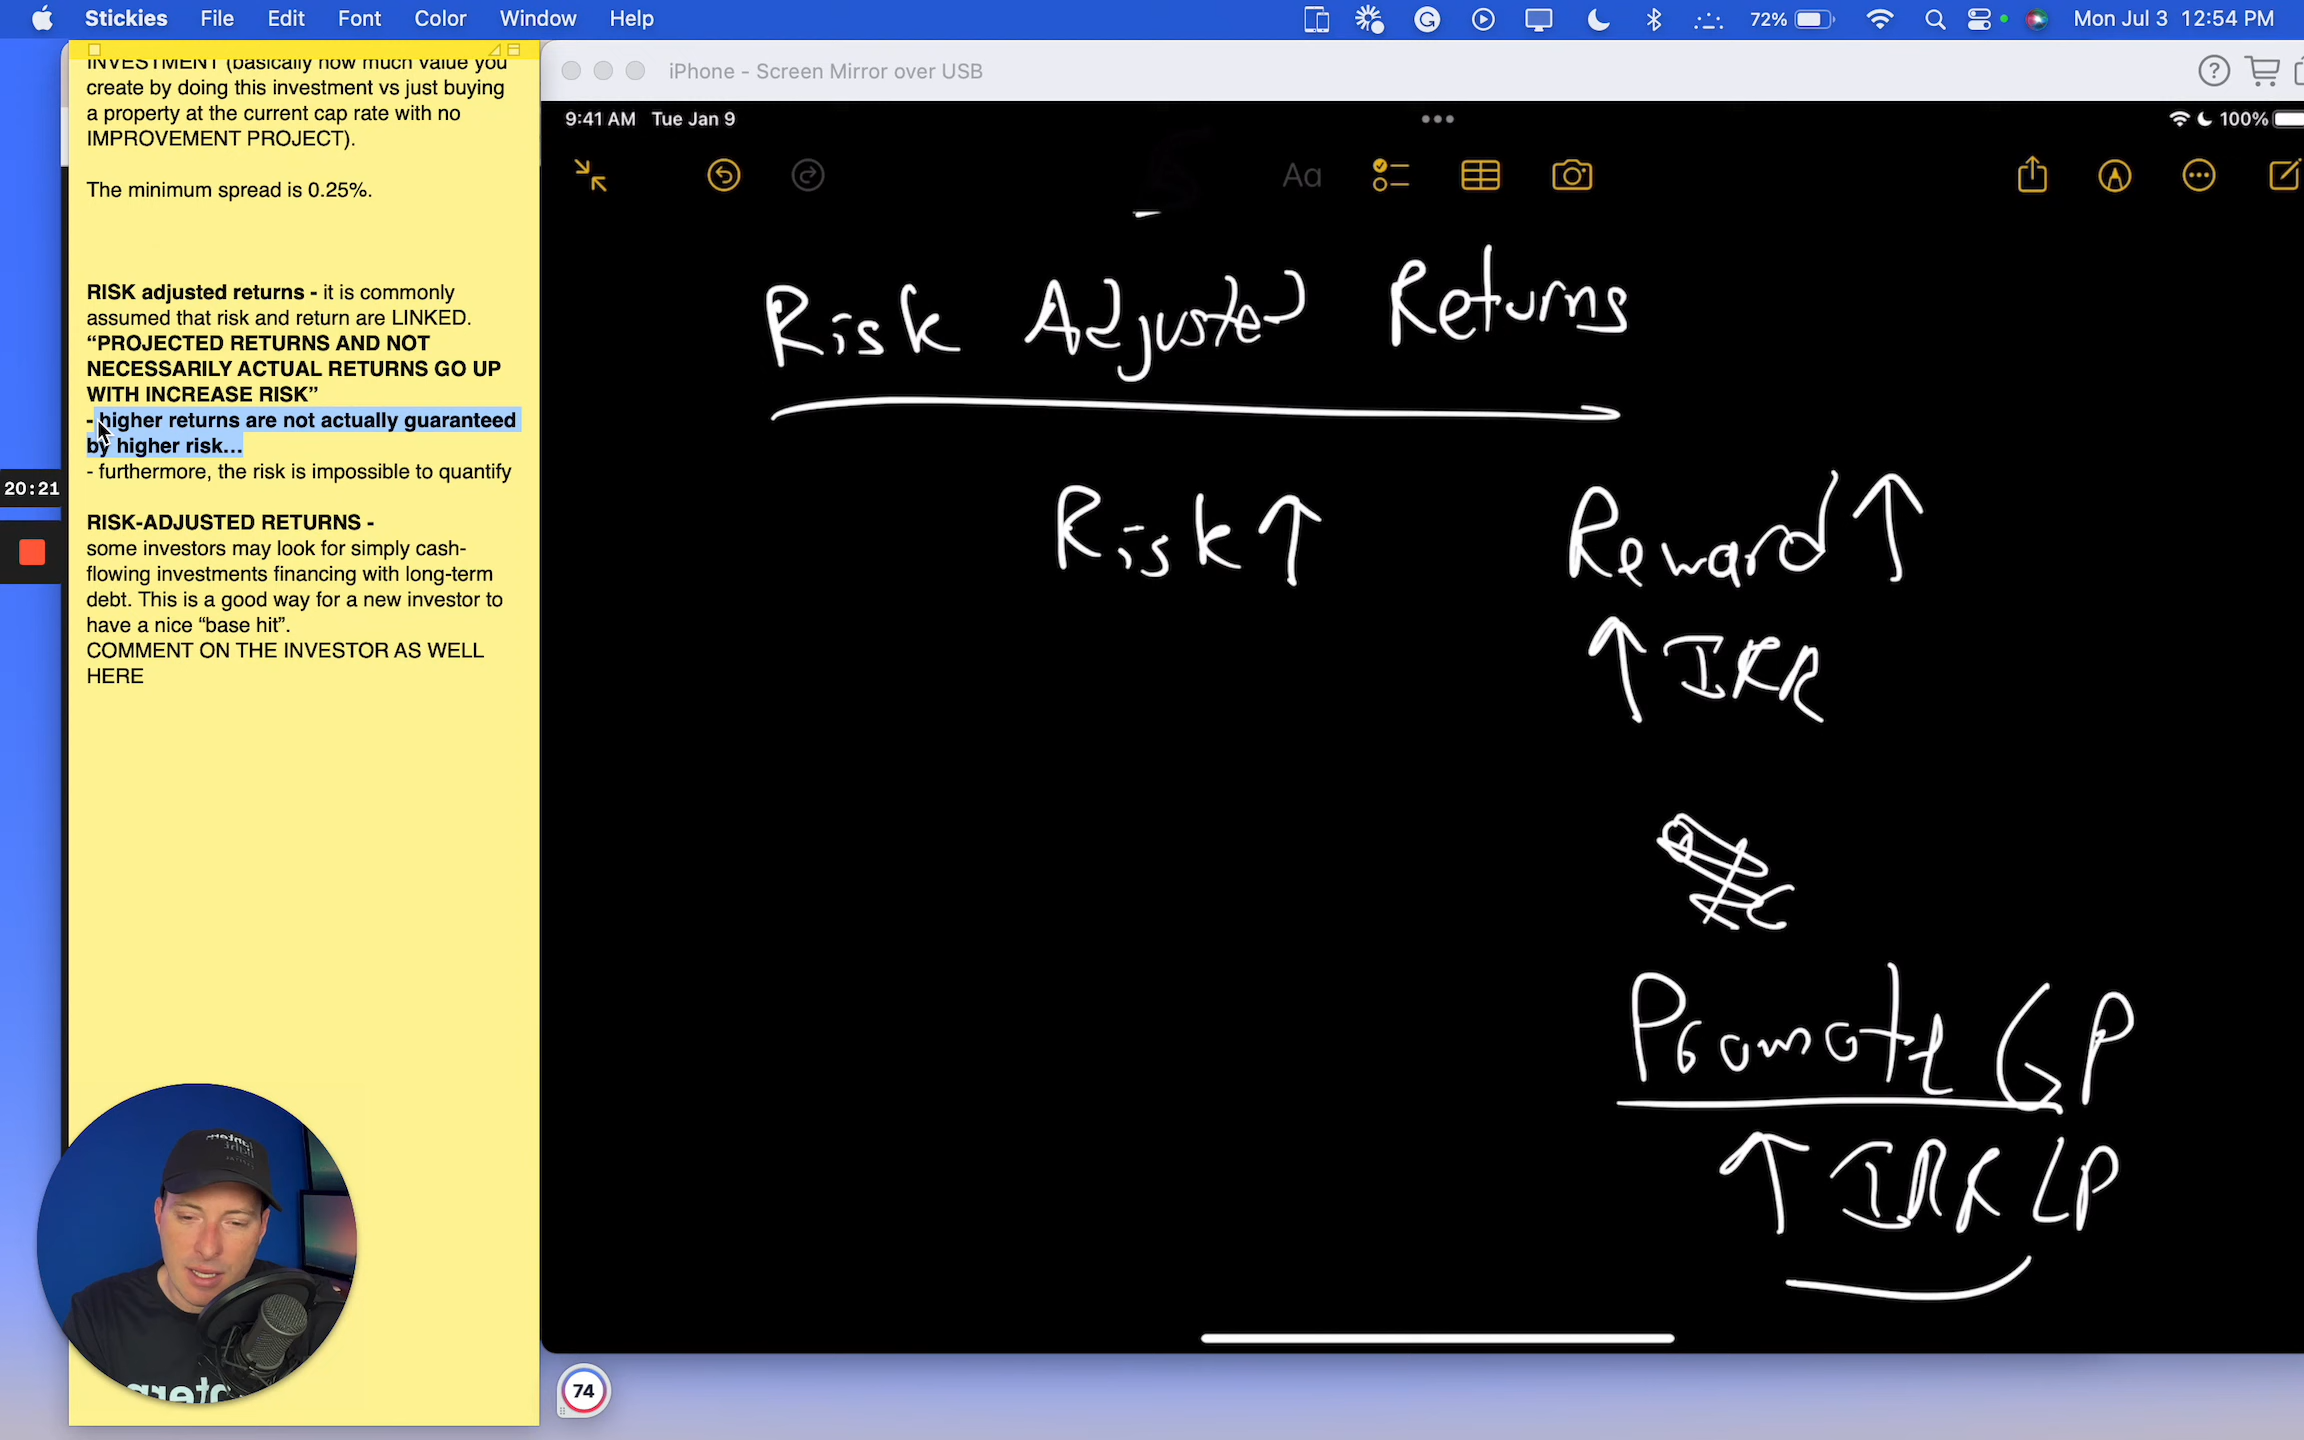 Stickies File Edit Font Color Window Help 72% Mon Jul 3 12:54 PM
INVESTMENT (basically how much value you
create by doing this investment vs just buying
a property at the current cap rate with no
IMPROVEMENT PROJECT).
The minimum spread is 0.25%.
RISK adjusted returns - it is commonly
assumed that risk and return are LINKED.
“PROJECTED RETURNS AND NOT
NECESSARILY ACTUAL RETURNS GO UP
WITH INCREASE RISK”
- higher returns are not actually guaranteed
by higher risk...
- furthermore, the risk is impossible to quantify
RISK-ADJUSTED RETURNS -
some investors may look for simply cash-
flowing investments financing with long-term
debt. This is a good way for a new investor to
have a nice “base hit”.
COMMENT ON THE INVESTOR AS WELL
HERE
20:21
iPhone - Screen Mirror over USB
9:41 AM Tue Jan 9
100%
Aa
Risk Adjusted Returns
Risk ↑ Reward ↑
↑ IRR
Promote GP
↑ IRR LP
74